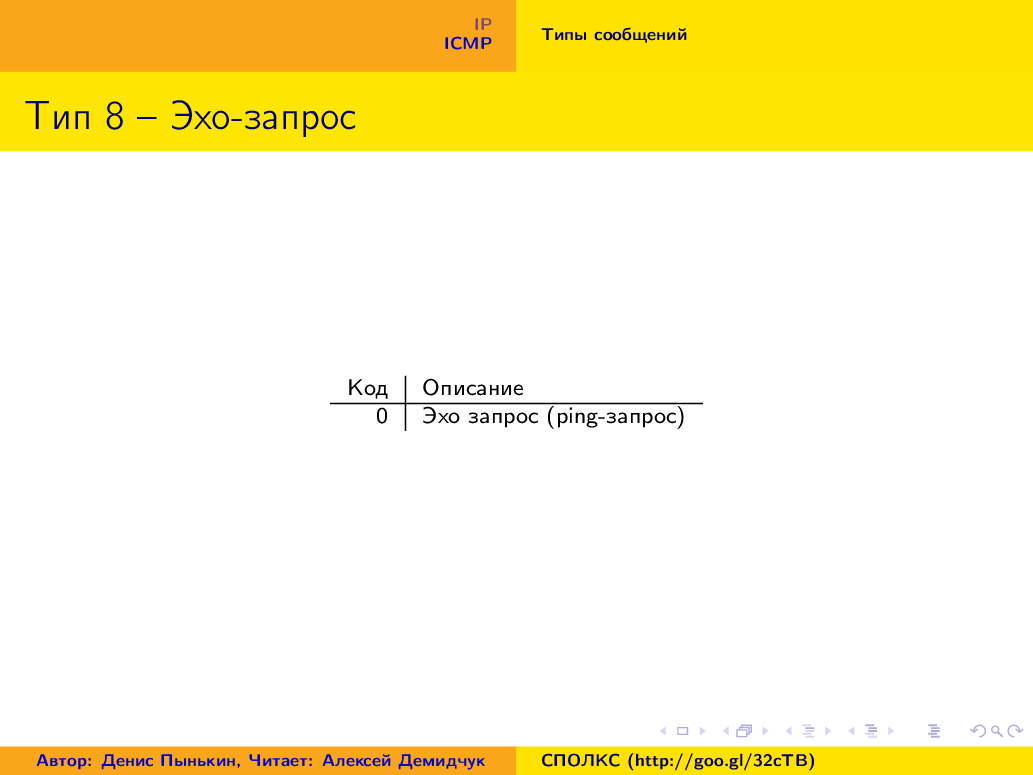 IP
ICMP
Типы сообщений
Тип 8 – Эхо-запрос
Код Описание
0 Эхо запрос (ping-запрос)
Автор: Денис Пынькин, Читает: Алексей Демидчук
СПОЛКС (http://goo.gl/32cTB)